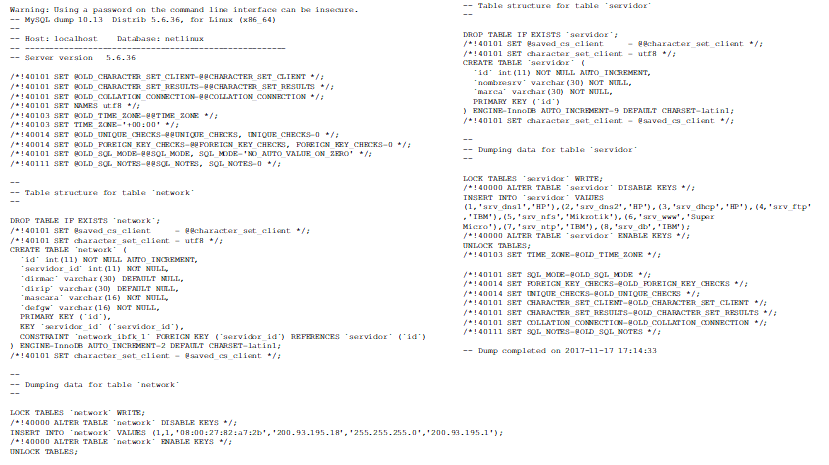 Warning: Using a password on the command line interface can be insecure.
-- MySQL dump 10.13  Distrib 5.6.36, for Linux (x86_64)
--
-- Host: localhost    Database: netlinux
-- ------------------------------------------------------
-- Server version   5.6.36

/*!40101 SET @OLD_CHARACTER_SET_CLIENT=@@CHARACTER_SET_CLIENT */;
/*!40101 SET @OLD_CHARACTER_SET_RESULTS=@@CHARACTER_SET_RESULTS */;
/*!40101 SET @OLD_COLLATION_CONNECTION=@@COLLATION_CONNECTION */;
/*!40101 SET NAMES utf8 */;
/*!40103 SET @OLD_TIME_ZONE=@@TIME_ZONE */;
/*!40103 SET TIME_ZONE='+00:00' */;
/*!40014 SET @OLD_UNIQUE_CHECKS=@@UNIQUE_CHECKS, UNIQUE_CHECKS=0 */;
/*!40014 SET @OLD_FOREIGN_KEY_CHECKS=@@FOREIGN_KEY_CHECKS, FOREIGN_KEY_CHECKS=0 */;
/*!40101 SET @OLD_SQL_MODE=@@SQL_MODE, SQL_MODE='NO_AUTO_VALUE_ON_ZERO' */;
/*!40111 SET @OLD_SQL_NOTES=@@SQL_NOTES, SQL_NOTES=0 */;

--
-- Table structure for table `network`
--

DROP TABLE IF EXISTS `network`;
/*!40101 SET @saved_cs_client     = @@character_set_client */;
/*!40101 SET character_set_client = utf8 */;
CREATE TABLE `network` (
  `id` int(11) NOT NULL AUTO_INCREMENT,
  `servidor_id` int(11) NOT NULL,
  `dirmac` varchar(30) DEFAULT NULL,
  `dirip` varchar(30) DEFAULT NULL,
  `mascara` varchar(16) NOT NULL,
  `defgw` varchar(16) NOT NULL,
  PRIMARY KEY (`id`),
  KEY `servidor_id` (`servidor_id`),
  CONSTRAINT `network_ibfk_1` FOREIGN KEY (`servidor_id`) REFERENCES `servidor` (`id`)
) ENGINE=InnoDB AUTO_INCREMENT=2 DEFAULT CHARSET=latin1;
/*!40101 SET character_set_client = @saved_cs_client */;

--
-- Dumping data for table `network`
--

LOCK TABLES `network` WRITE;
/*!40000 ALTER TABLE `network` DISABLE KEYS */;
INSERT INTO `network` VALUES (1,1,'08:00:27:82:a7:2b','200.93.195.18','255.255.255.0','200.93.195.1');
/*!40000 ALTER TABLE `network` ENABLE KEYS */;
UNLOCK TABLES;

-- Table structure for table `servidor`
--

DROP TABLE IF EXISTS `servidor`;
/*!40101 SET @saved_cs_client     = @@character_set_client */;
/*!40101 SET character_set_client = utf8 */;
CREATE TABLE `servidor` (
  `id` int(11) NOT NULL AUTO_INCREMENT,
  `nombresrv` varchar(30) NOT NULL,
  `marca` varchar(30) NOT NULL,
  PRIMARY KEY (`id`)
) ENGINE=InnoDB AUTO_INCREMENT=9 DEFAULT CHARSET=latin1;
/*!40101 SET character_set_client = @saved_cs_client */;

--
-- Dumping data for table `servidor`
--

LOCK TABLES `servidor` WRITE;
/*!40000 ALTER TABLE `servidor` DISABLE KEYS */;
INSERT INTO `servidor` VALUES
(1,'srv_dns1','HP'),(2,'srv_dns2','HP'),(3,'srv_dhcp','HP'),(4,'srv_ftp'
,'IBM'),(5,'srv_nfs','Mikrotik'),(6,'srv_www','Super
Micro'),(7,'srv_ntp','IBM'),(8,'srv_db','IBM');
/*!40000 ALTER TABLE `servidor` ENABLE KEYS */;
UNLOCK TABLES;
/*!40103 SET TIME_ZONE=@OLD_TIME_ZONE */;

/*!40101 SET SQL_MODE=@OLD_SQL_MODE */;
/*!40014 SET FOREIGN_KEY_CHECKS=@OLD_FOREIGN_KEY_CHECKS */;
/*!40014 SET UNIQUE_CHECKS=@OLD_UNIQUE_CHECKS */;
/*!40101 SET CHARACTER_SET_CLIENT=@OLD_CHARACTER_SET_CLIENT */;
/*!40101 SET CHARACTER_SET_RESULTS=@OLD_CHARACTER_SET_RESULTS */;
/*!40101 SET COLLATION_CONNECTION=@OLD_COLLATION_CONNECTION */;
/*!40111 SET SQL_NOTES=@OLD_SQL_NOTES */;

-- Dump completed on 2017-11-17 17:14:33